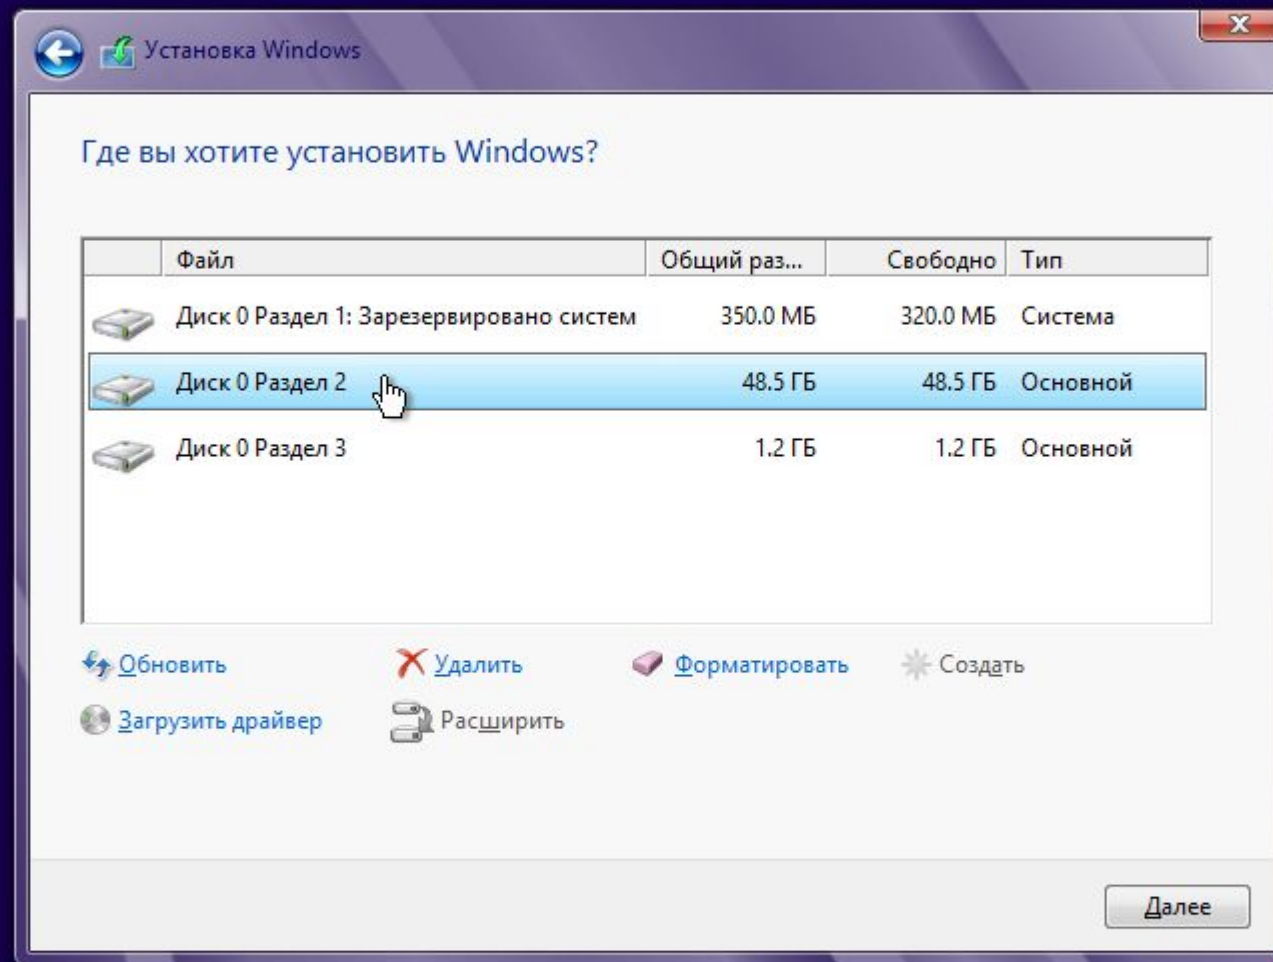 Установка Windows
Где вы хотите установить Windows?
Файл Общий раз... Свободно Тип
Диск 0 Раздел 1: Зарезервировано систем 350.0 МБ 320.0 МБ Система
Диск 0 Раздел 2 48.5 ГБ 48.5 ГБ Основной
Диск 0 Раздел 3 1.2 ГБ 1.2 ГБ Основной
Обновить Удалить Форматировать Создать
Загрузить драйвер Расширить
Далее